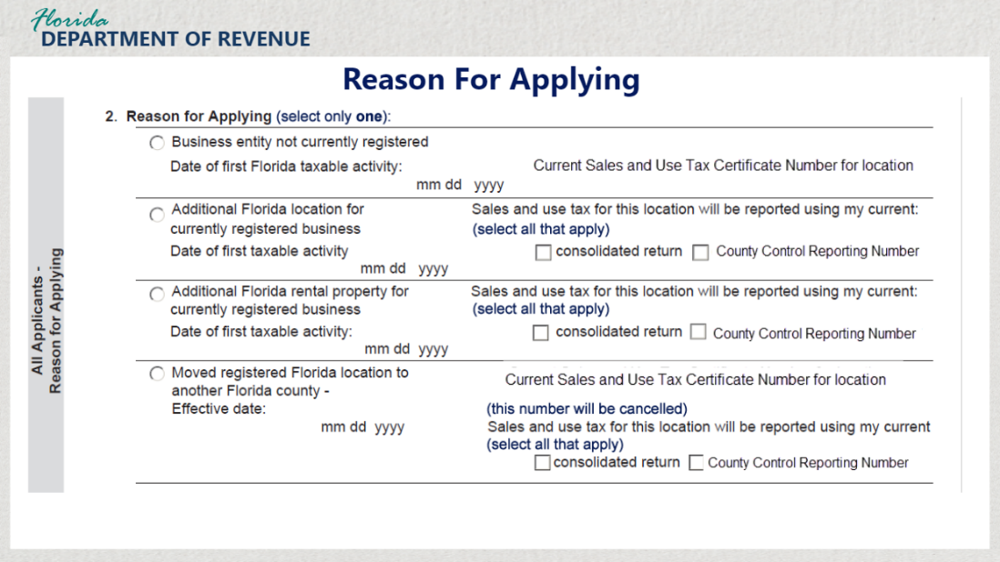 Florida
DEPARTMENT OF REVENUE
Reason For Applying
All Applicants -
Reason for Applying
2. Reason for Applying (select only one):
Business entity not currently registered
Date of first Florida taxable activity:
mm dd yyyy
Current Sales and Use Tax Certificate Number for location
Additional Florida location for
currently registered business
Date of first taxable activity
mm dd yyyy
Sales and use tax for this location will be reported using my current:
(select all that apply)
consolidated return County Control Reporting Number
Additional Florida rental property for
currently registered business
Date of first taxable activity:
mm dd yyyy
Sales and use tax for this location will be reported using my current:
(select all that apply)
consolidated return County Control Reporting Number
Moved registered Florida location to
another Florida county -
Effective date:
mm dd yyyy
Current Sales and Use Tax Certificate Number for location
(this number will be cancelled)
Sales and use tax for this location will be reported using my current
(select all that apply)
consolidated return County Control Reporting Number